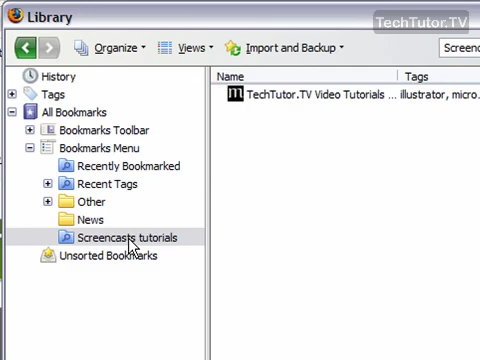 TechTutor.TV
Library
Organize Views Import and Backup Screenc
History
Tags
All Bookmarks
Bookmarks Toolbar
Bookmarks Menu
Recently Bookmarked
Recent Tags
Other
News
Screencasts tutorials
Unsorted Bookmarks
Name Tags
m TechTutor.TV Video Tutorials ... illustrator, micro.